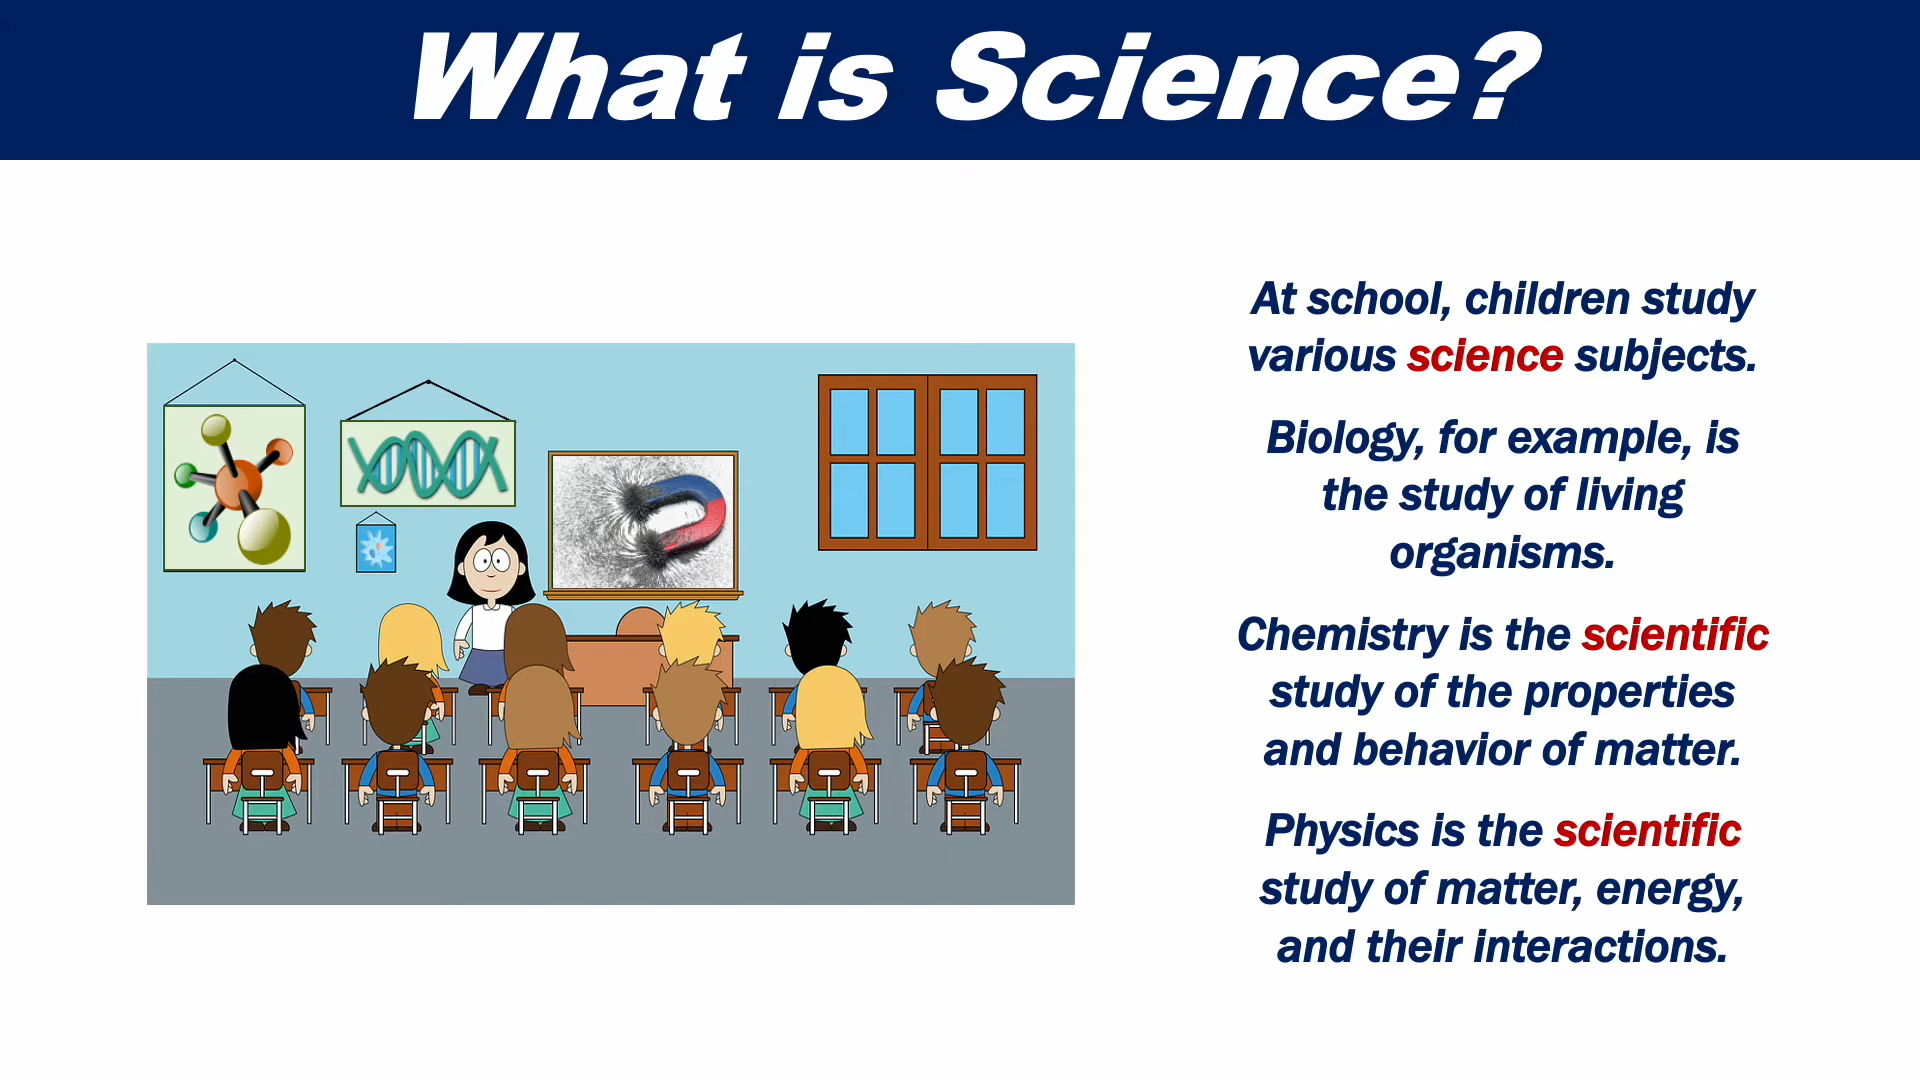 What is Science?
At school, children study
various science subjects.
Biology, for example, is
the study of living
organisms.
Chemistry is the scientific
study of the properties
and behavior of matter.
Physics is the scientific
study of matter, energy,
and their interactions.